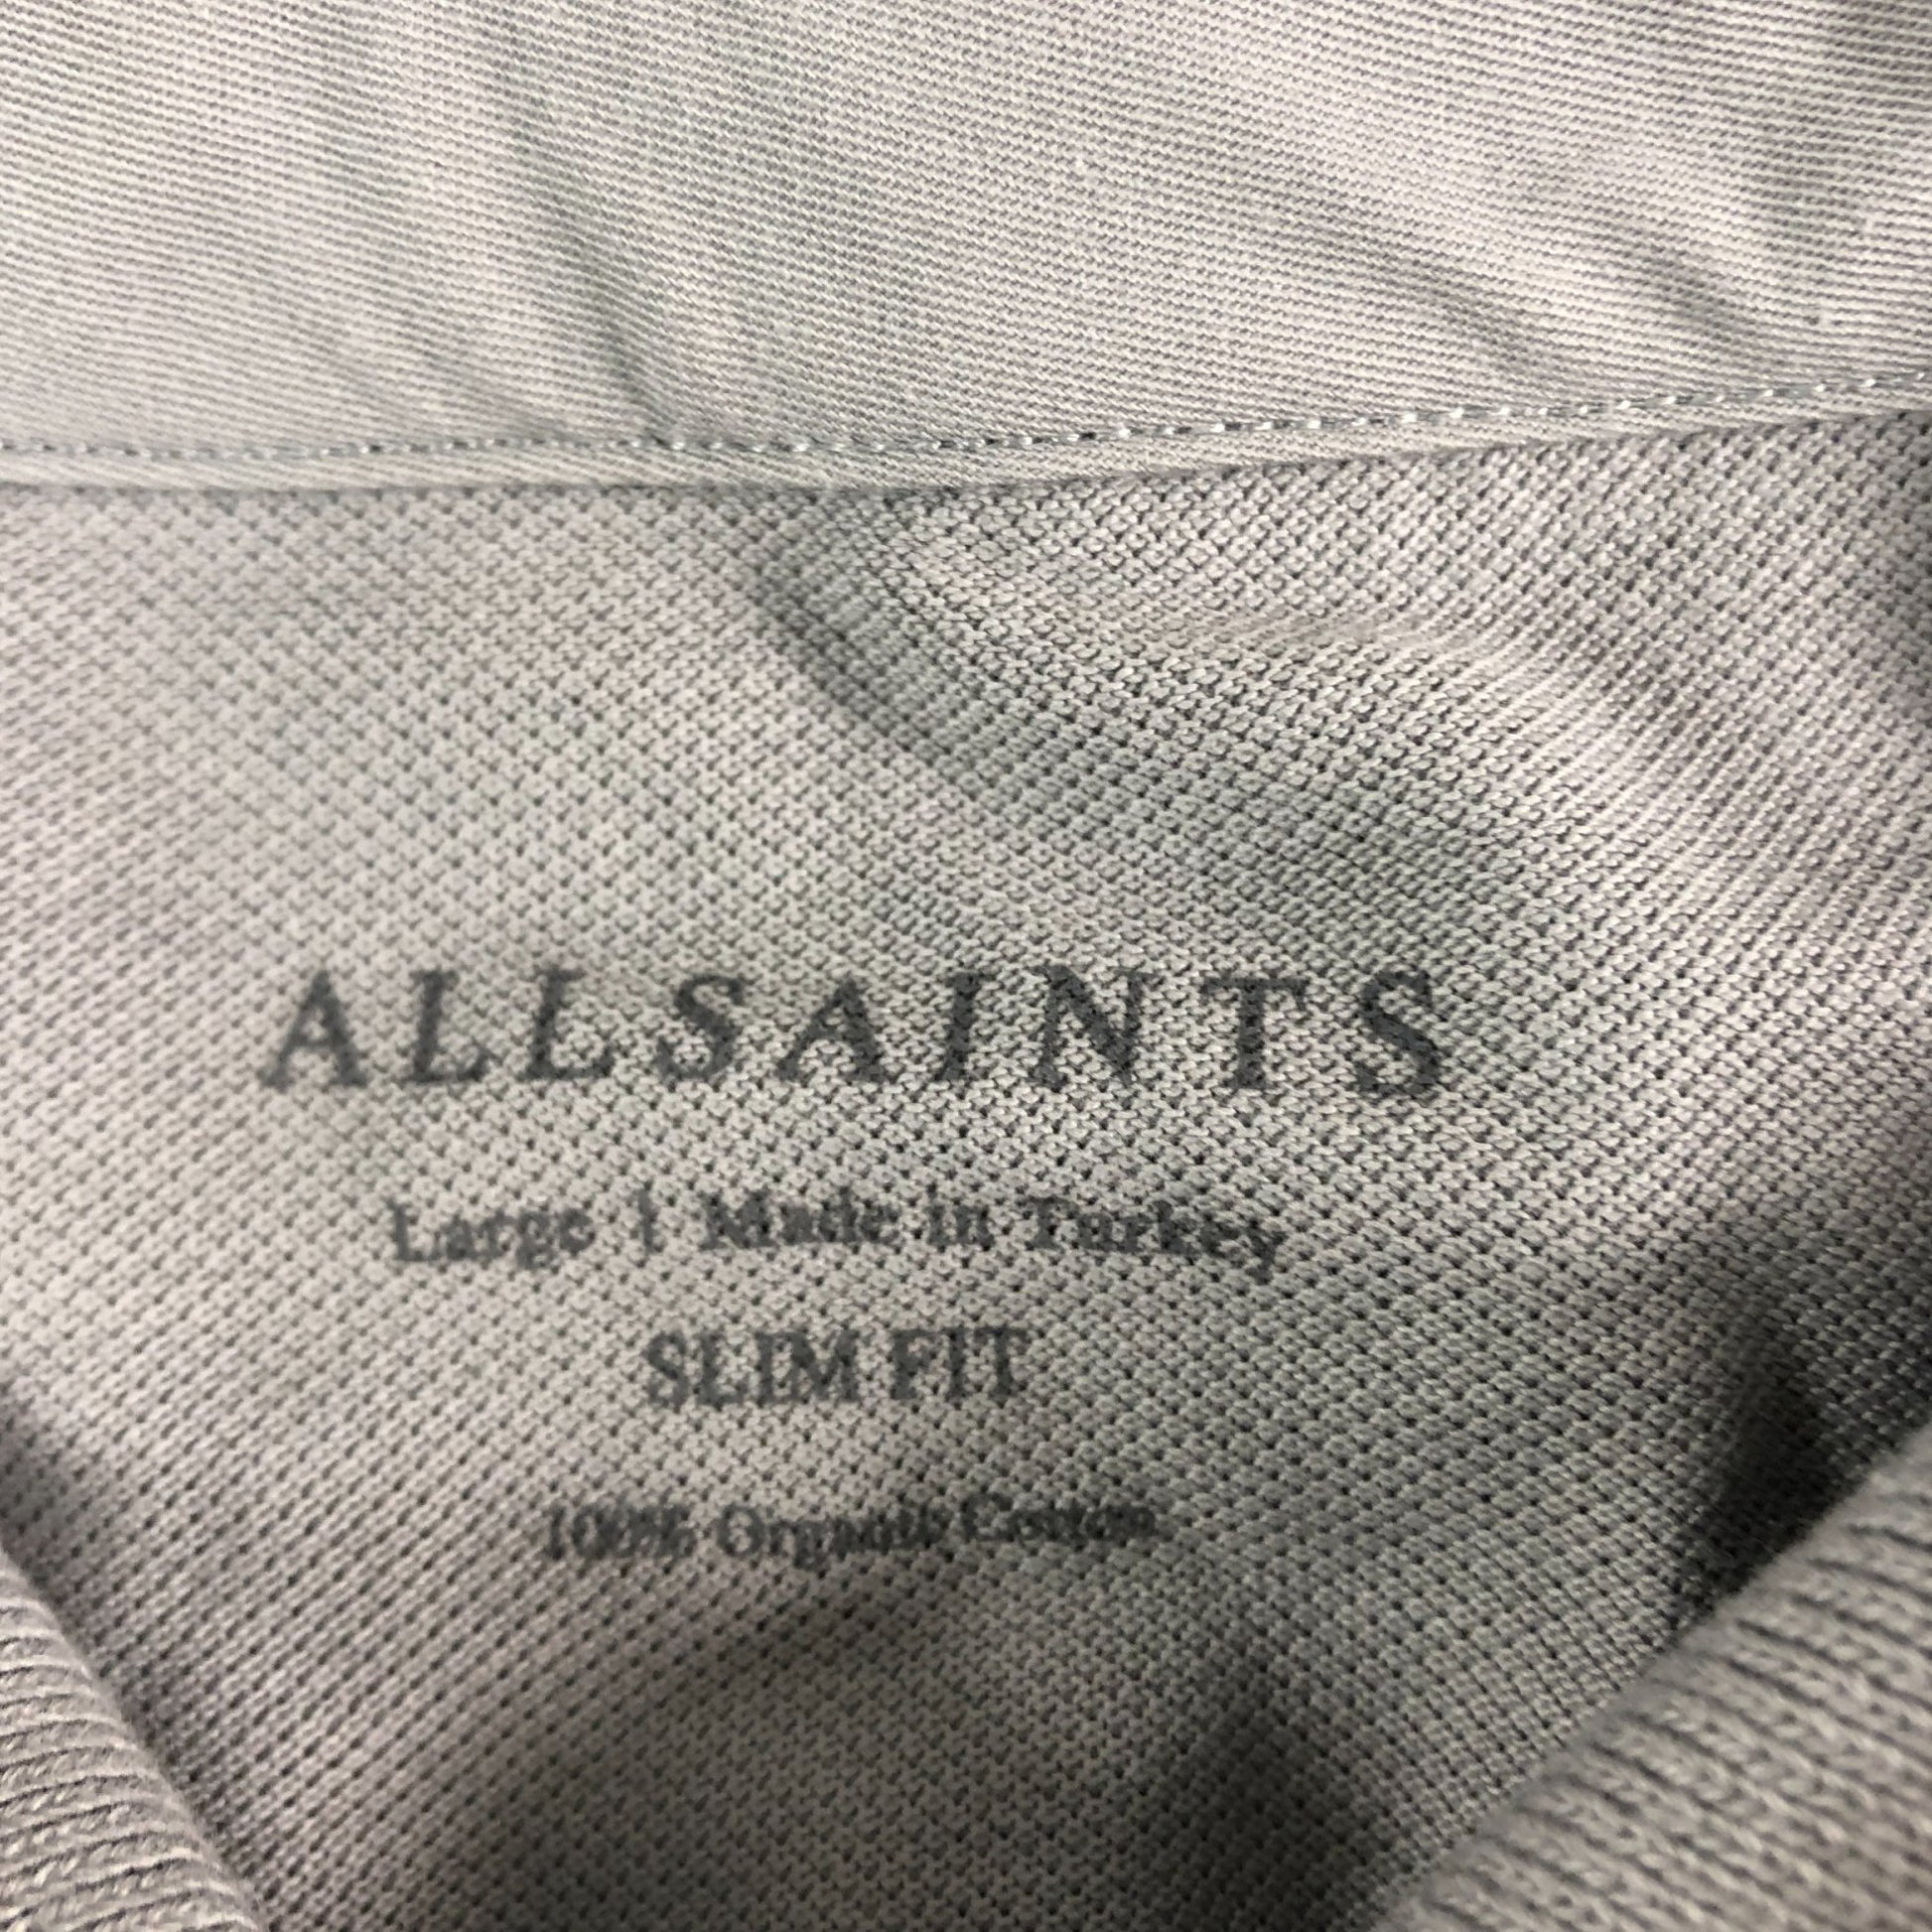 ALLSAINTS
Large | Made in Turkey
SLIM FIT
100% Organic Cotton